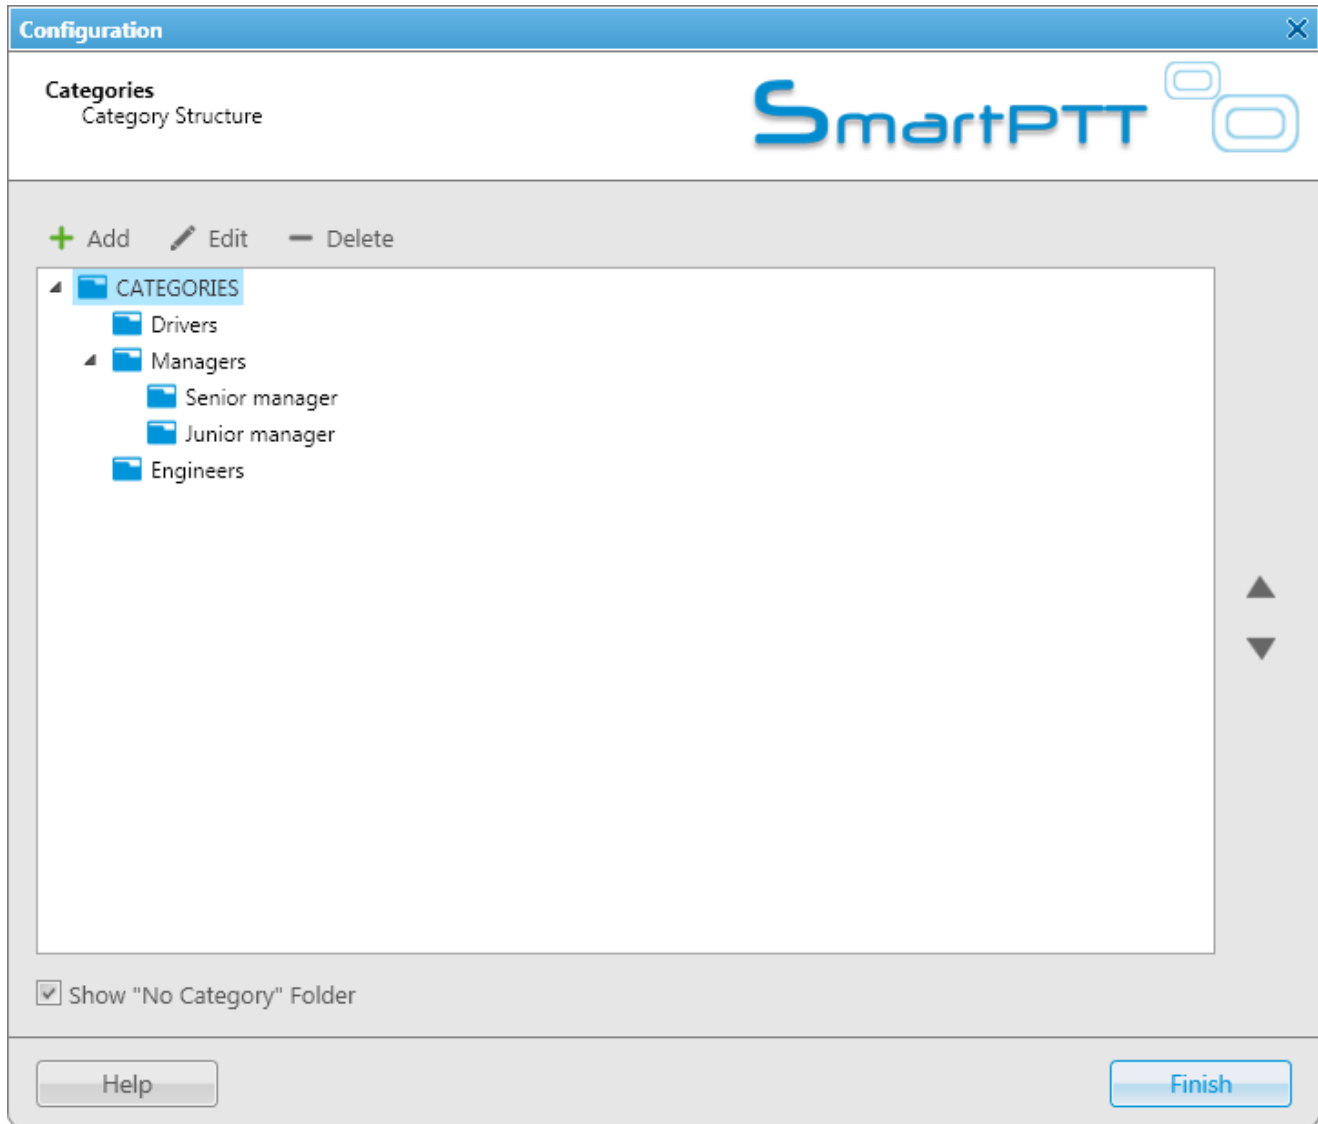 Configuration
Categories
Category Structure
SmartPTT
Add Edit Delete
CATEGORIES
Drivers
Managers
Senior manager
Junior manager
Engineers
Show "No Category" Folder
Help Finish